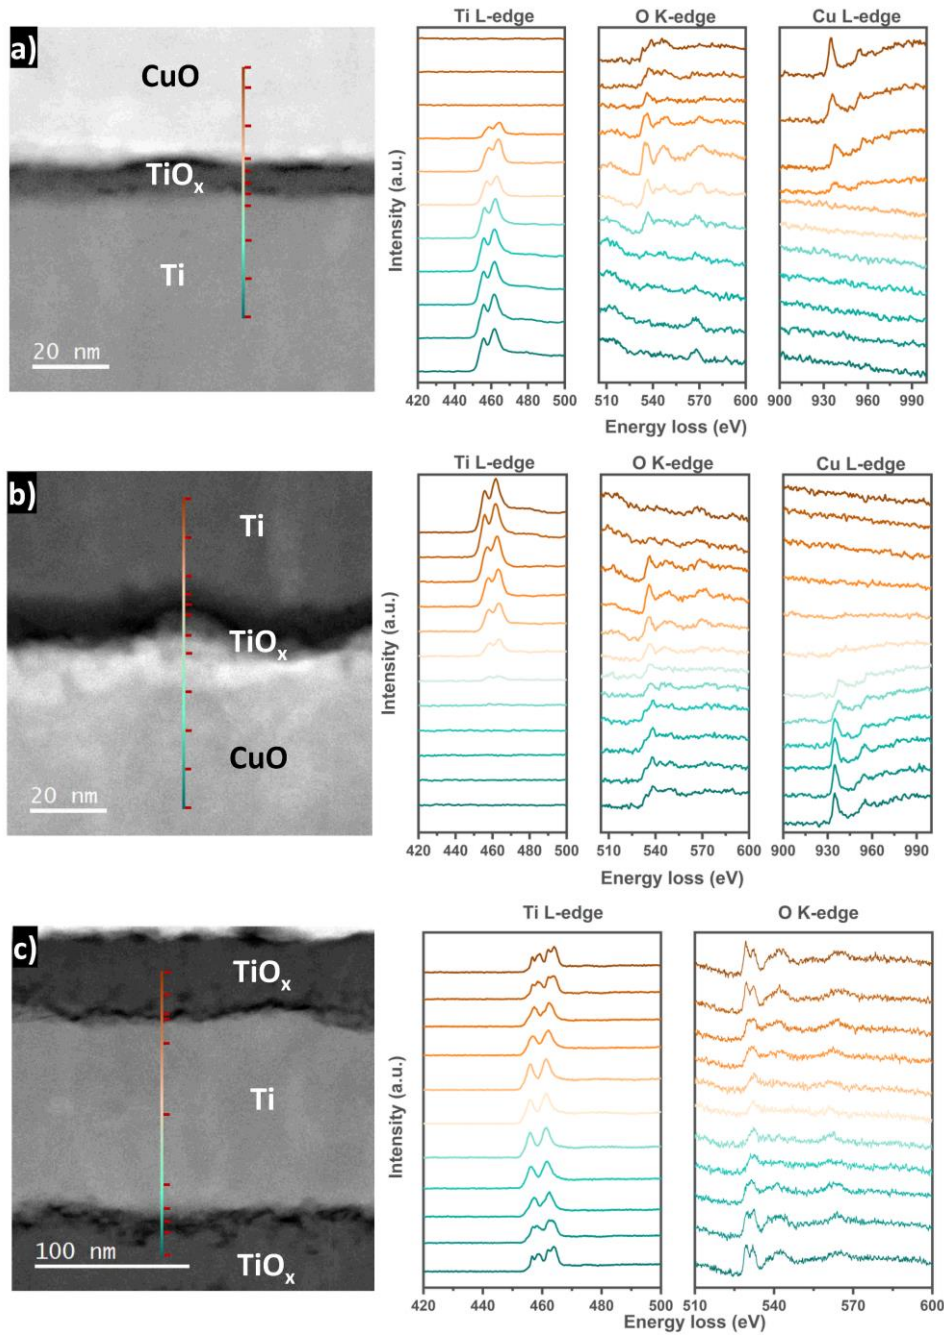 a)
CuO
TiOx
Ti
20 nm
Ti L-edge
O K-edge
Cu L-edge
Intensity (a.u.)
420 440 460 480 500
510 540 570 600
900 930 960 990
Energy loss (eV)
b)
Ti
TiOx
CuO
20 nm
Ti L-edge
O K-edge
Cu L-edge
Intensity (a.u.)
420 440 460 480 500
510 540 570 600
900 930 960 990
Energy loss (eV)
c)
TiOx
Ti
100 nm
TiOx
Ti L-edge
O K-edge
Intensity (a.u.)
420 440 460 480 500
510 540 570 600
Energy loss (eV)